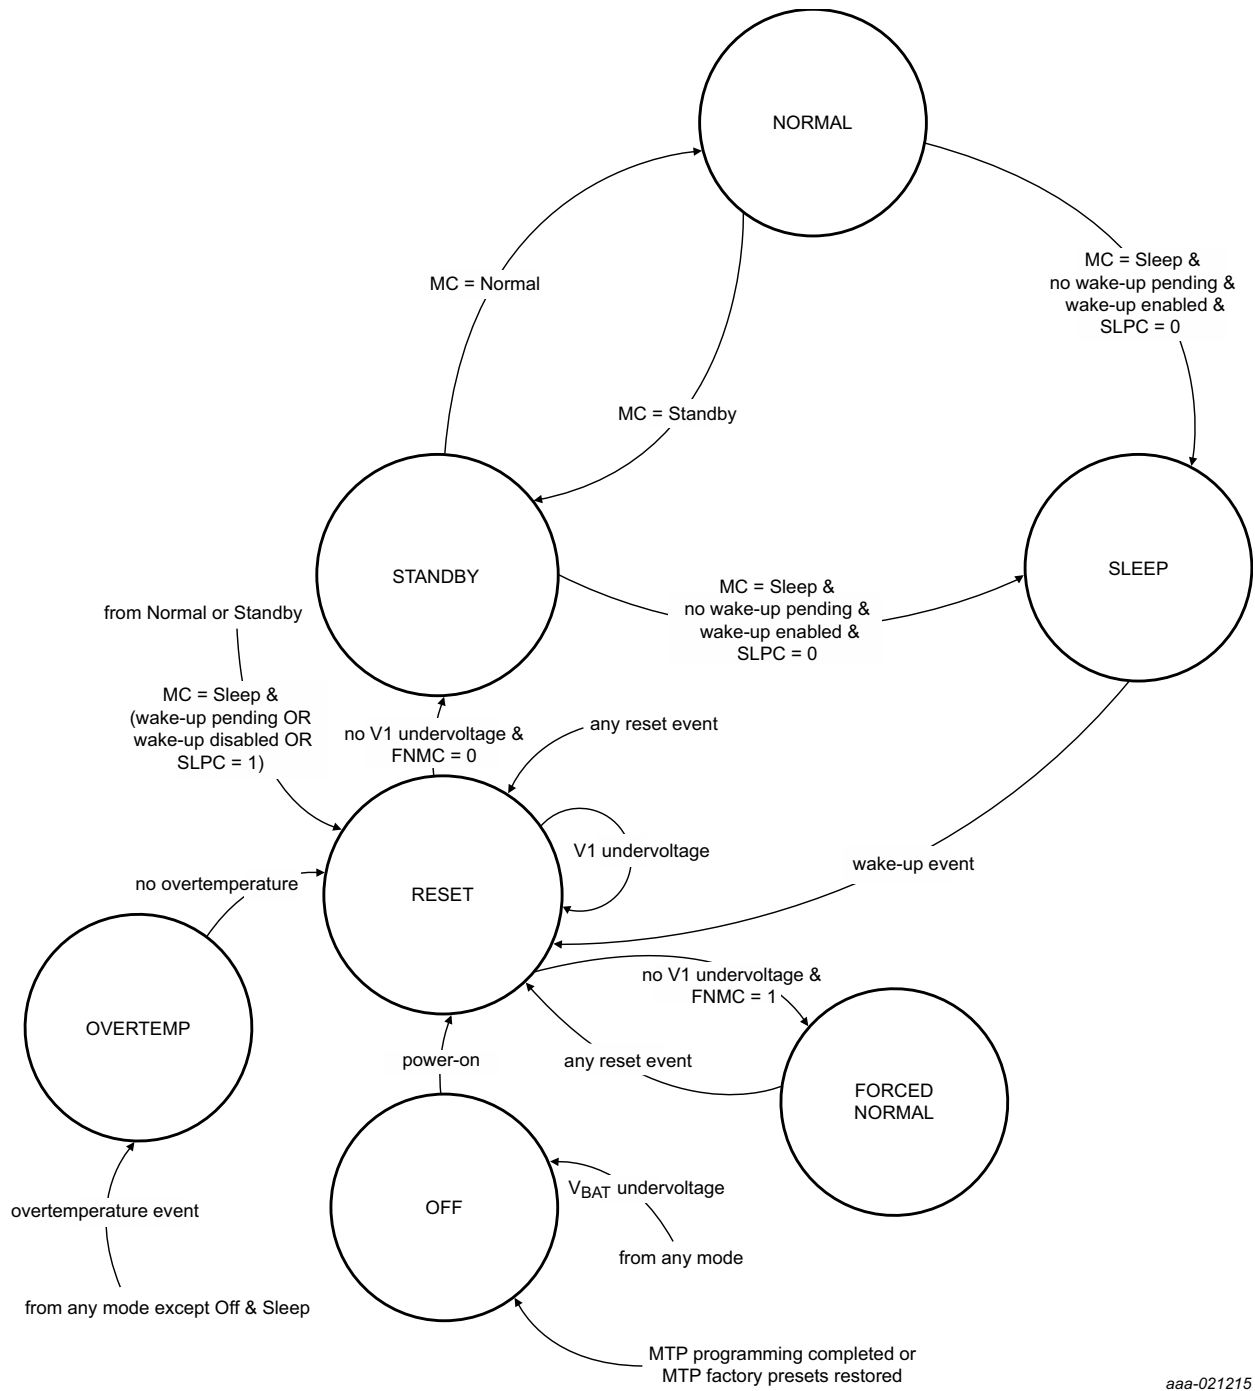 NORMAL
MC = Sleep &
no wake-up pending &
wake-up enabled &
SLPC = 0
MC = Normal
MC = Standby
STANDBY
SLEEP
MC = Sleep &
no wake-up pending &
wake-up enabled &
SLPC = 0
from Normal or Standby
MC = Sleep &
(wake-up pending OR
wake-up disabled OR
SLPC = 1)
no V1 undervoltage &
FNMC = 0
any reset event
V1 undervoltage
wake-up event
no overtemperature
RESET
no V1 undervoltage &
FNMC = 1
OVERTEMP
power-on
any reset event
FORCED
NORMAL
overtemperature event
OFF
VBAT undervoltage
from any mode
from any mode except Off & Sleep
MTP programming completed or
MTP factory presets restored
aaa-021215